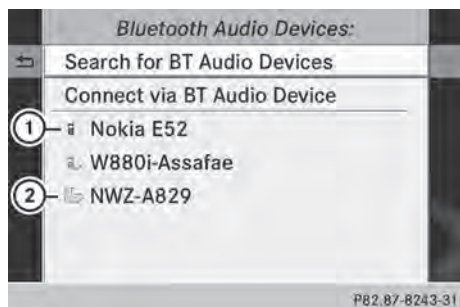 Bluetooth Audio Devices:
Search for BT Audio Devices
Connect via BT Audio Device
1 Nokia E52
W880i-Assafae
2 NWZ-A829
P82.87-8243-31